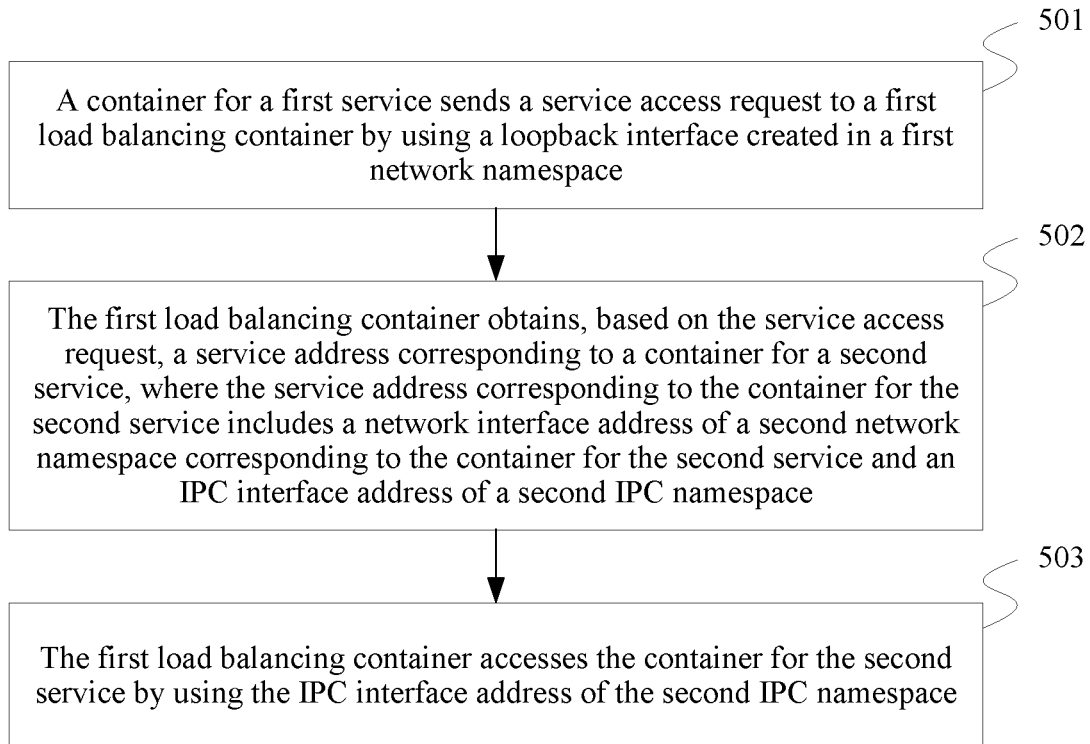 501
A container for a first service sends a service access request to a first
load balancing container by using a loopback interface created in a first
network namespace
502
The first load balancing container obtains, based on the service access
request, a service address corresponding to a container for a second
service, where the service address corresponding to the container for the
second service includes a network interface address of a second network
namespace corresponding to the container for the second service and an
IPC interface address of a second IPC namespace
503
The first load balancing container accesses the container for the second
service by using the IPC interface address of the second IPC namespace